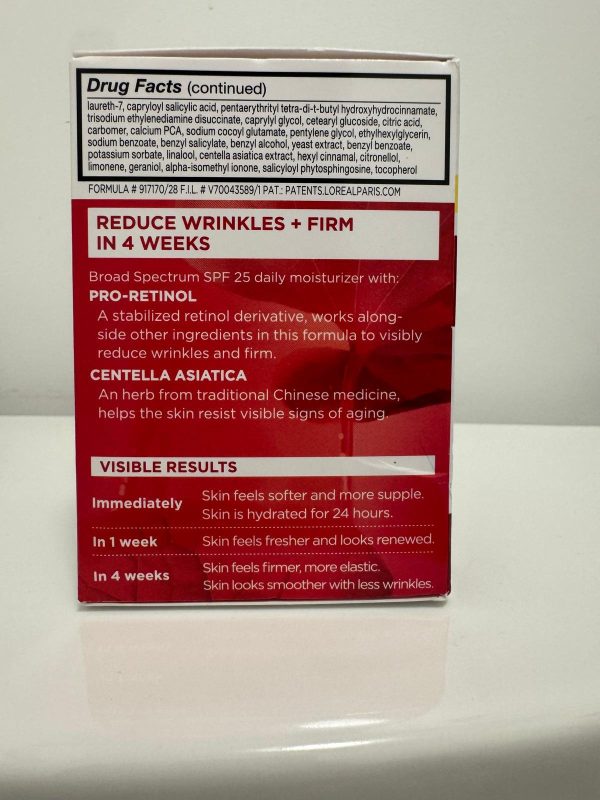 Drug Facts (continued)
laureth-7, capryloyl salicylic acid, pentaerythrityl tetra-di-t-butyl hydroxyhydrocinnamate,
trisodium ethylenediamine disuccinate, caprylyl glycol, cetearyl glucoside, citric acid,
carbomer, calcium PCA, sodium cocoyl glutamate, pentylene glycol, ethylhexylglycerin,
sodium benzoate, benzyl salicylate, benzyl alcohol, yeast extract, benzyl benzoate,
potassium sorbate, linalool, centella asiatica extract, hexyl cinnamal, citronellol,
limonene, geraniol, alpha-isomethyl ionone, salicyloyl phytosphingosine, tocopherol
FORMULA # 917170/28 F.I.L. # V70043589/1 PAT.: PATENTS.LOREALPARIS.COM
REDUCE WRINKLES + FIRM
IN 4 WEEKS
Broad Spectrum SPF 25 daily moisturizer with:
PRO-RETINOL
A stabilized retinol derivative, works along-
side other ingredients in this formula to visibly
reduce wrinkles and firm.
CENTELLA ASIATICA
An herb from traditional Chinese medicine,
helps the skin resist visible signs of aging.
VISIBLE RESULTS
Immediately Skin feels softer and more supple.
Skin is hydrated for 24 hours.
In 1 week Skin feels fresher and looks renewed.
In 4 weeks Skin feels firmer, more elastic.
Skin looks smoother with less wrinkles.